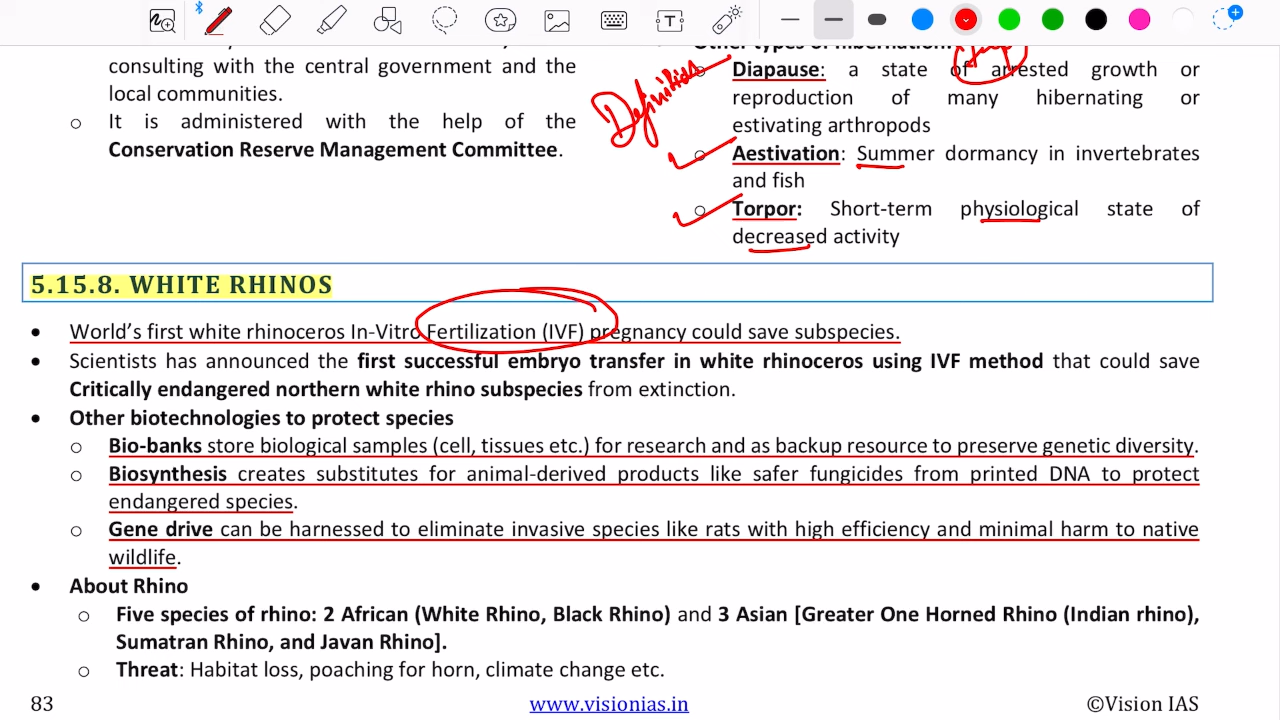 consulting with the central government and the
local communities.
o It is administered with the help of the
Conservation Reserve Management Committee.
Other types of hibernation:
Definition
o Diapause: a state of arrested growth or
reproduction of many hibernating or
estivating arthropods
o Aestivation: Summer dormancy in invertebrates
and fish
o Torpor: Short-term physiological state of
decreased activity
5.15.8. WHITE RHINOS
• World’s first white rhinoceros In-Vitro Fertilization (IVF) pregnancy could save subspecies.
• Scientists has announced the first successful embryo transfer in white rhinoceros using IVF method that could save
Critically endangered northern white rhino subspecies from extinction.
• Other biotechnologies to protect species
o Bio-banks store biological samples (cell, tissues etc.) for research and as backup resource to preserve genetic diversity.
o Biosynthesis creates substitutes for animal-derived products like safer fungicides from printed DNA to protect
endangered species.
o Gene drive can be harnessed to eliminate invasive species like rats with high efficiency and minimal harm to native
wildlife.
• About Rhino
o Five species of rhino: 2 African (White Rhino, Black Rhino) and 3 Asian [Greater One Horned Rhino (Indian rhino),
Sumatran Rhino, and Javan Rhino].
o Threat: Habitat loss, poaching for horn, climate change etc.
83
www.visionias.in
©Vision IAS